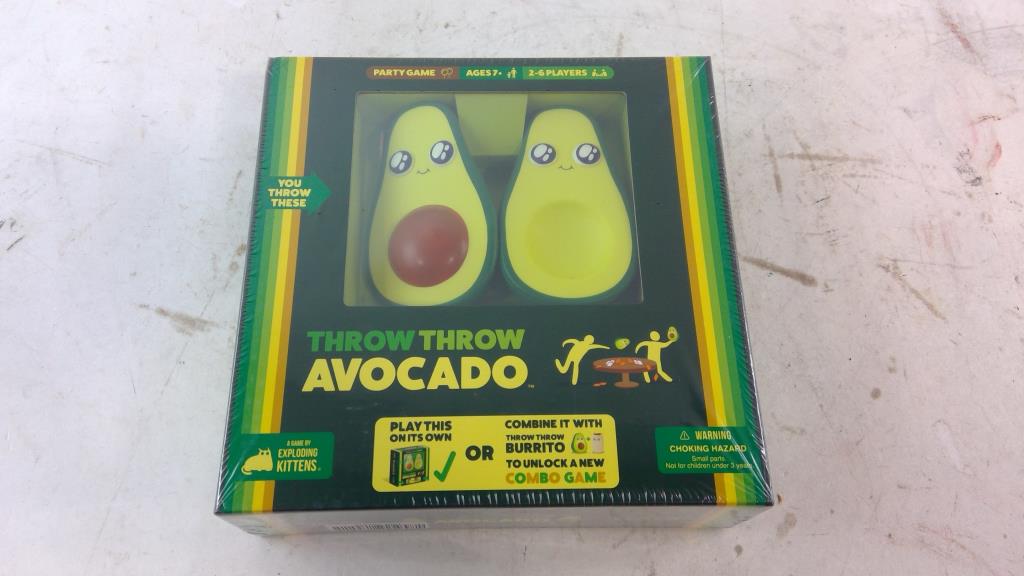 PARTY GAME
AGES 7+
2-6 PLAYERS
YOU
THROW
THESE
THROW THROW
AVOCADO™
PLAY THIS
ON ITS OWN
OR
COMBINE IT WITH
THROW THROW
BURRITO
TO UNLOCK A NEW
COMBO GAME
A GAME BY
EXPLODING
KITTENS
WARNING
CHOKING HAZARD
Small parts.
Not for children under 3 years.